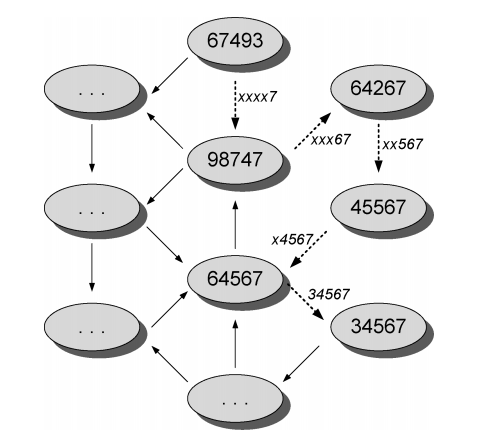 67493
. . .
xxxx7
64267
xxx67
xx567
98747
. . .
45567
x4567
64567
34567
. . .
34567
. . .